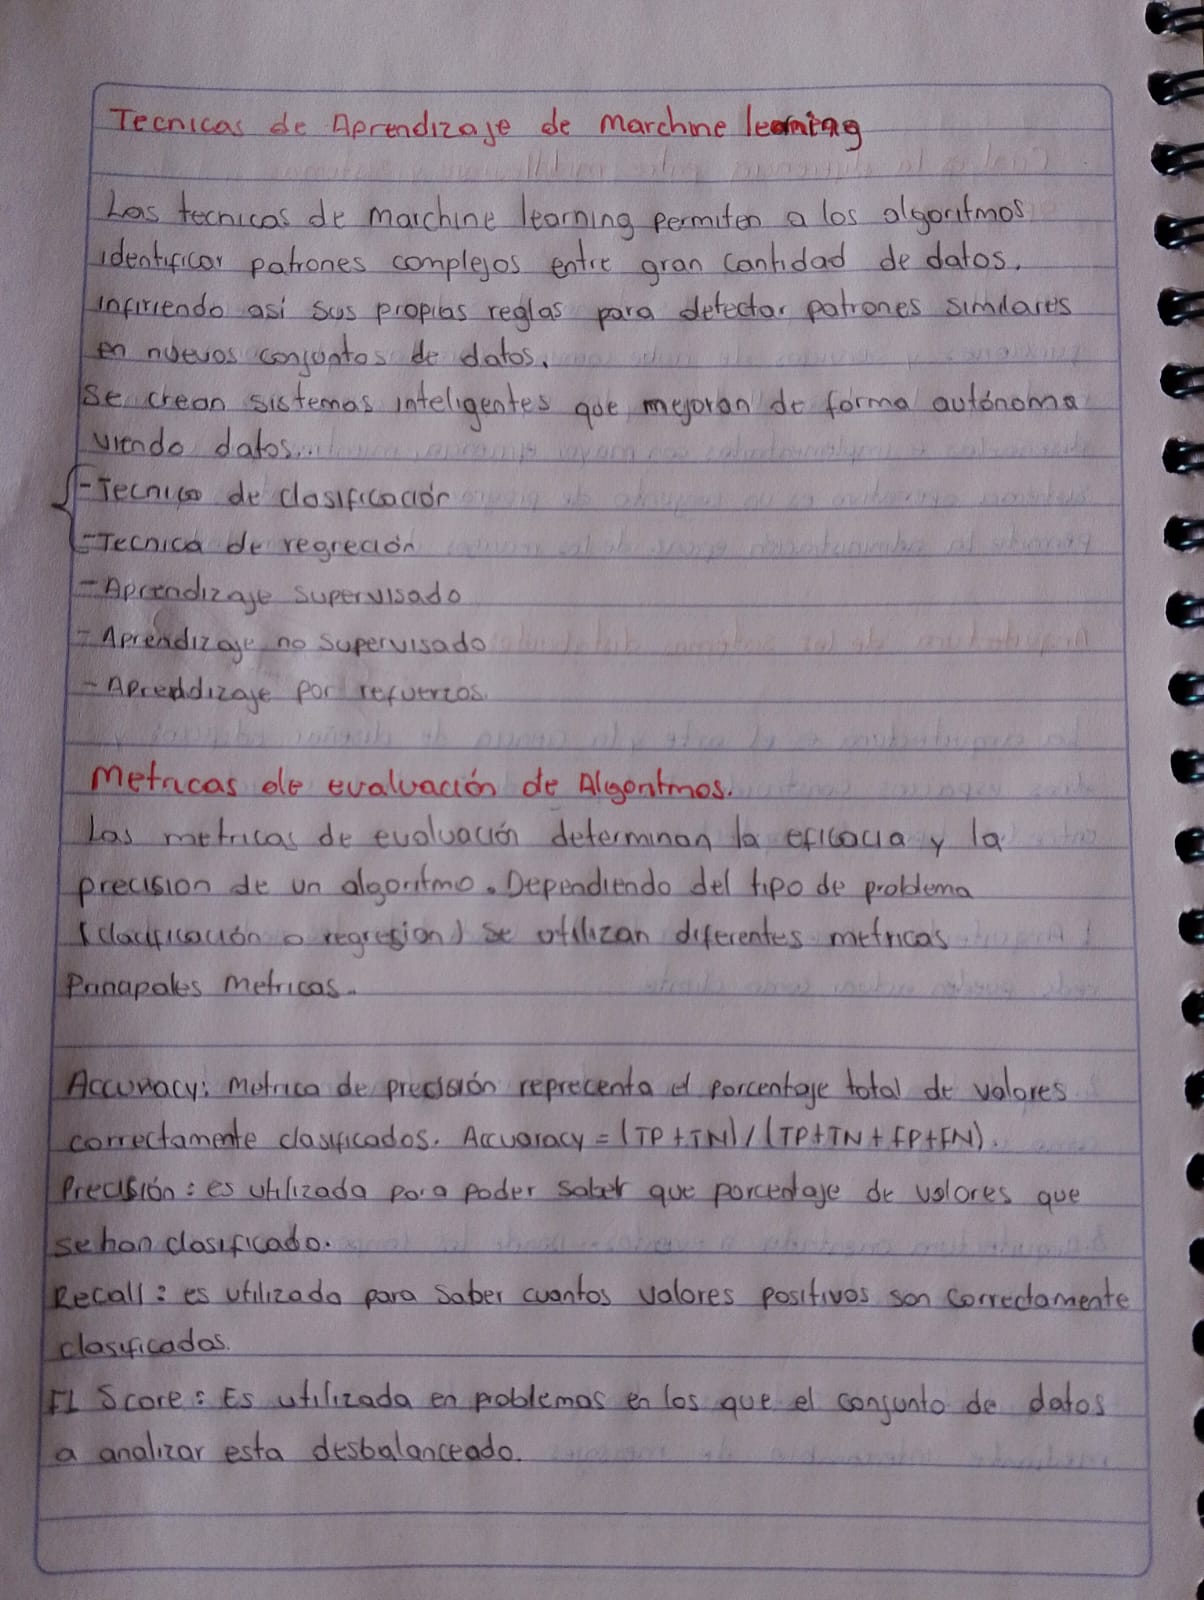 Tecnicas de Aprendizaje de marchine learning
Las tecnicas de marchine learning permiten a los algoritmos
identificar patrones complejos entre gran cantidad de datos,
infiriendo así sus propias reglas para detectar patrones similares
en nuevos conjuntos de datos.
Se crean sistemas inteligentes que mejoran de forma autónoma
viendo datos.
-Tecnica de clasificación
-Tecnica de regreción
-Aprendizaje supervisado
-Aprendizaje no supervisado
-Apreddizaje por refuerzos.
Metricas de evaluación de Algoritmos.
Las metricas de evaluación determinan la eficacia y la
precision de un algoritmo. Dependiendo del tipo de problema
(clacificación o regresion) se utilizan diferentes metricas.
Principales metricas.
Accuracy: Metrica de precisión reprecenta el porcentaje total de valores
correctamente clasificados. Accuaracy = (TP+TN) / (TP+TN+FP+FN).
Precisión: es utilizada para poder saber que porcentaje de valores que
se han clasificado.
Recall: es utilizado para saber cuantos valores positivos son correctamente
clasificados.
F1 Score: Es utilizada en problemas en los que el conjunto de datos
a analizar esta desbalanceado.